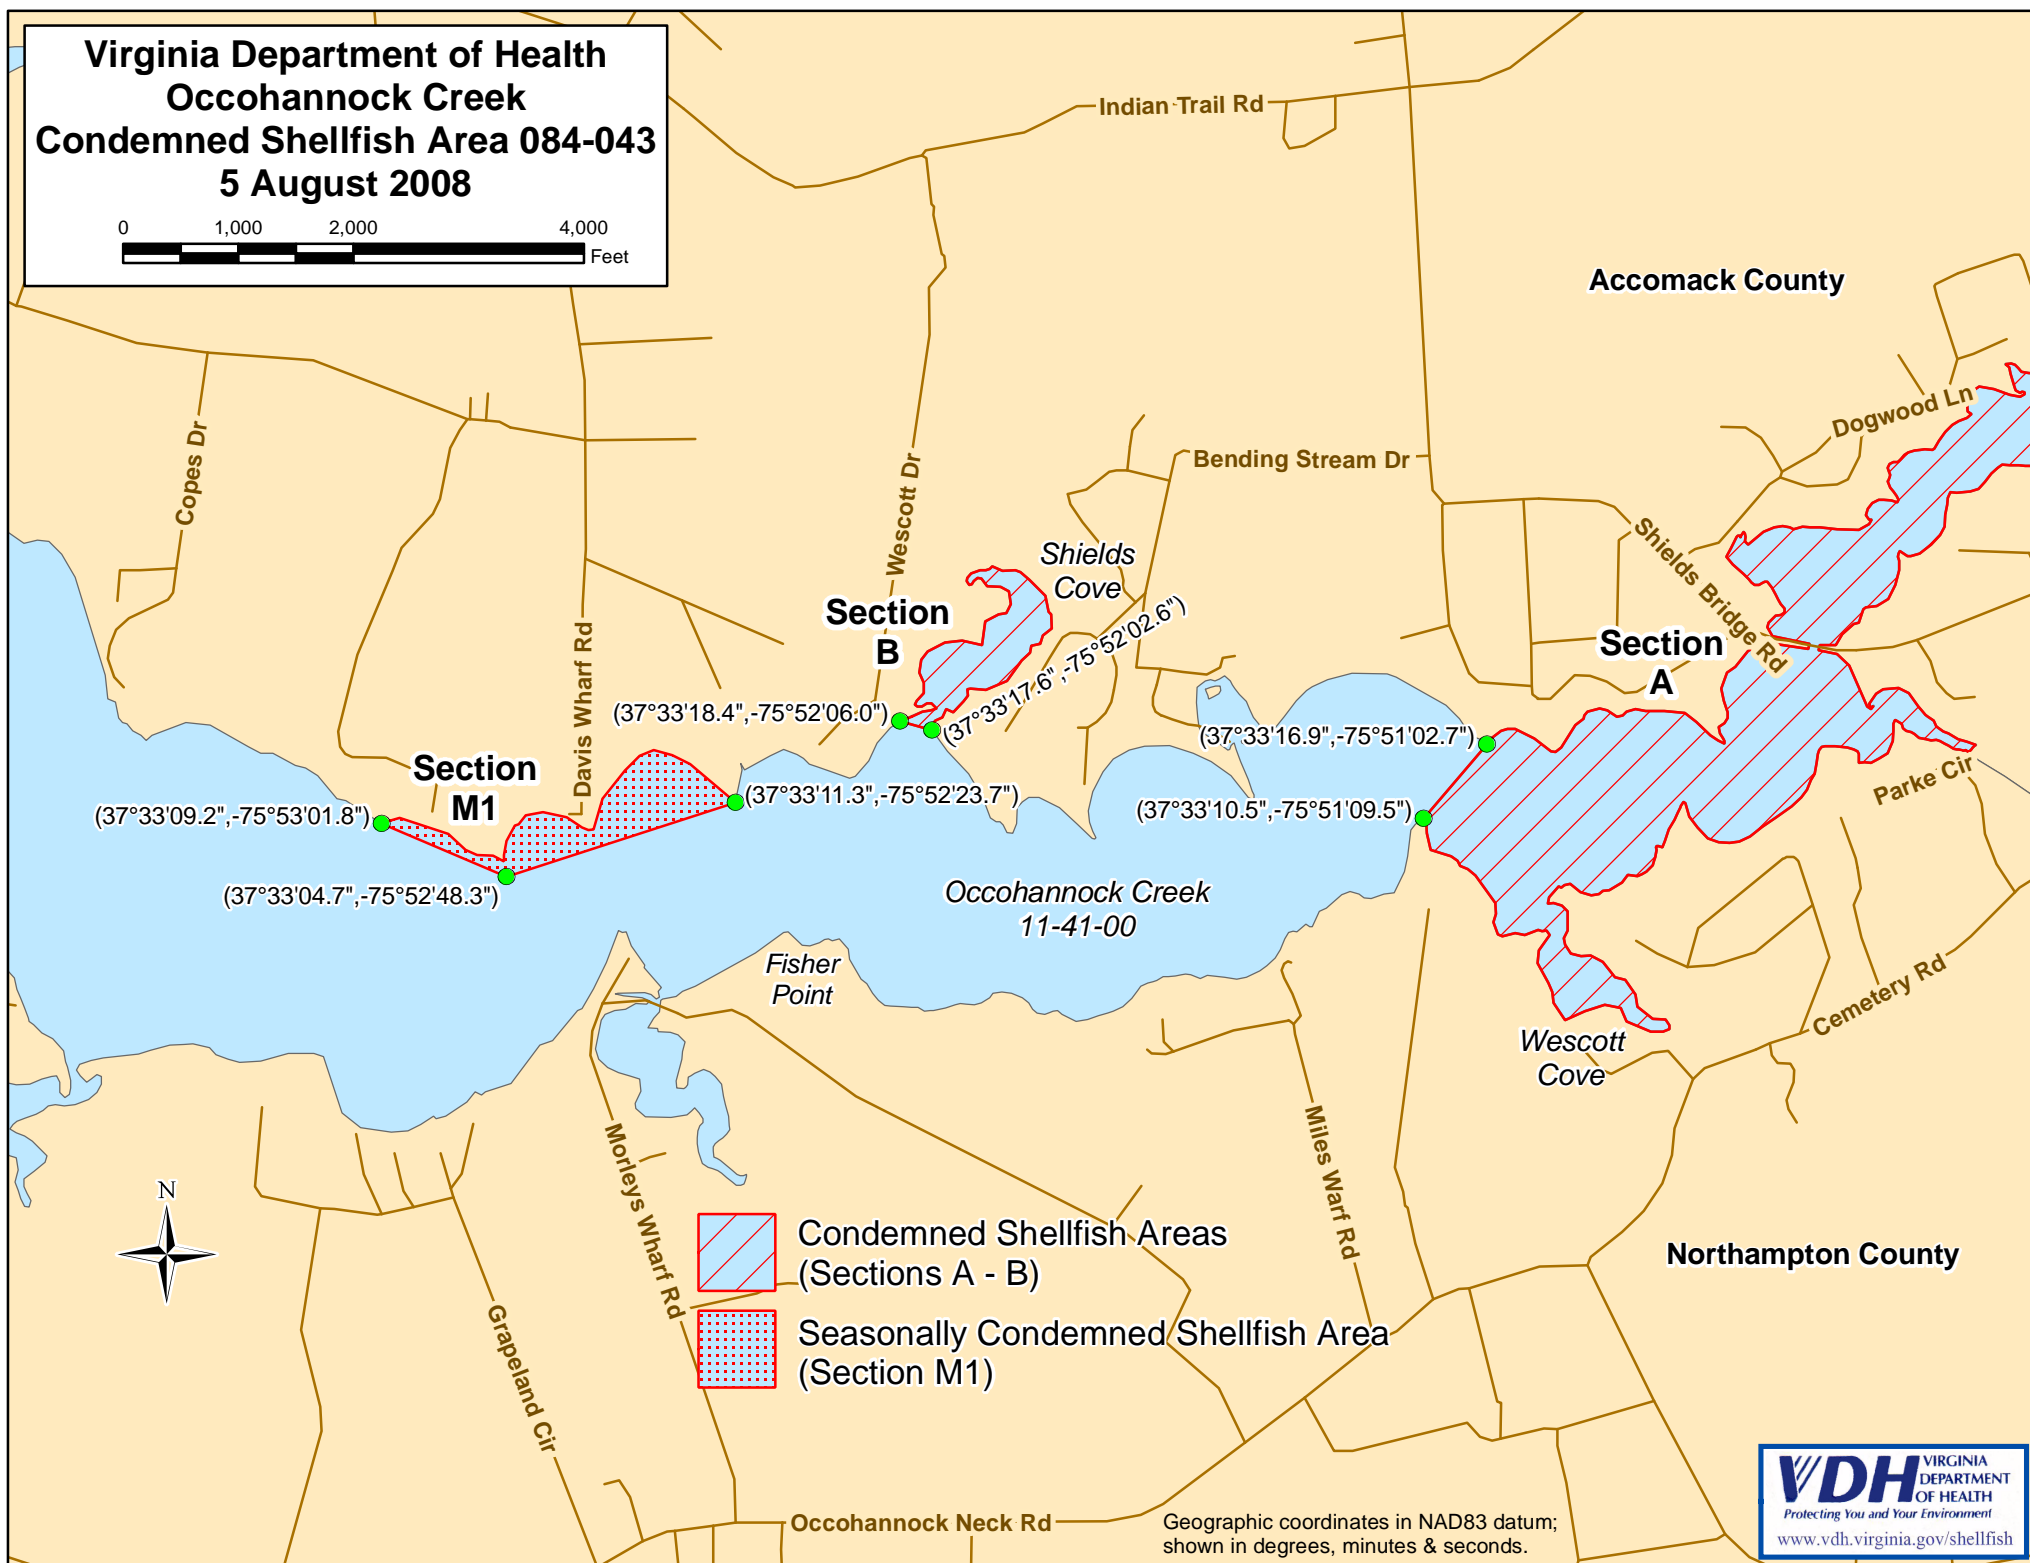 Virginia Department of Health
Occohannock Creek
Condemned Shellfish Area 084-043
5 August 2008
0 1,000 2,000 4,000
Feet
Indian Trail Rd
Accomack County
Dogwood Ln
Copes Dr
Wescott Dr
Bending Stream Dr
Shields
Cove
Shields Bridge Rd
Section
B
Section
A
Davis Wharf Rd
(37°33'18.4",-75°52'06.0")
(37°33'17.6",-75°52'02.6")
(37°33'16.9",-75°51'02.7")
Section
M1
Parke Cir
(37°33'09.2",-75°53'01.8")
(37°33'11.3",-75°52'23.7")
(37°33'10.5",-75°51'09.5")
(37°33'04.7",-75°52'48.3")
Occohannock Creek
11-41-00
Fisher
Point
Cemetery Rd
Wescott
Cove
Morleys Wharf Rd
Miles Warf Rd
N
Grapeland Cir
Condemned Shellfish Areas
(Sections A - B)
Northampton County
Seasonally Condemned Shellfish Area
(Section M1)
Occohannock Neck Rd
Geographic coordinates in NAD83 datum;
shown in degrees, minutes & seconds.
VDH
VIRGINIA
DEPARTMENT
OF HEALTH
Protecting You and Your Environment
www.vdh.virginia.gov/shellfish